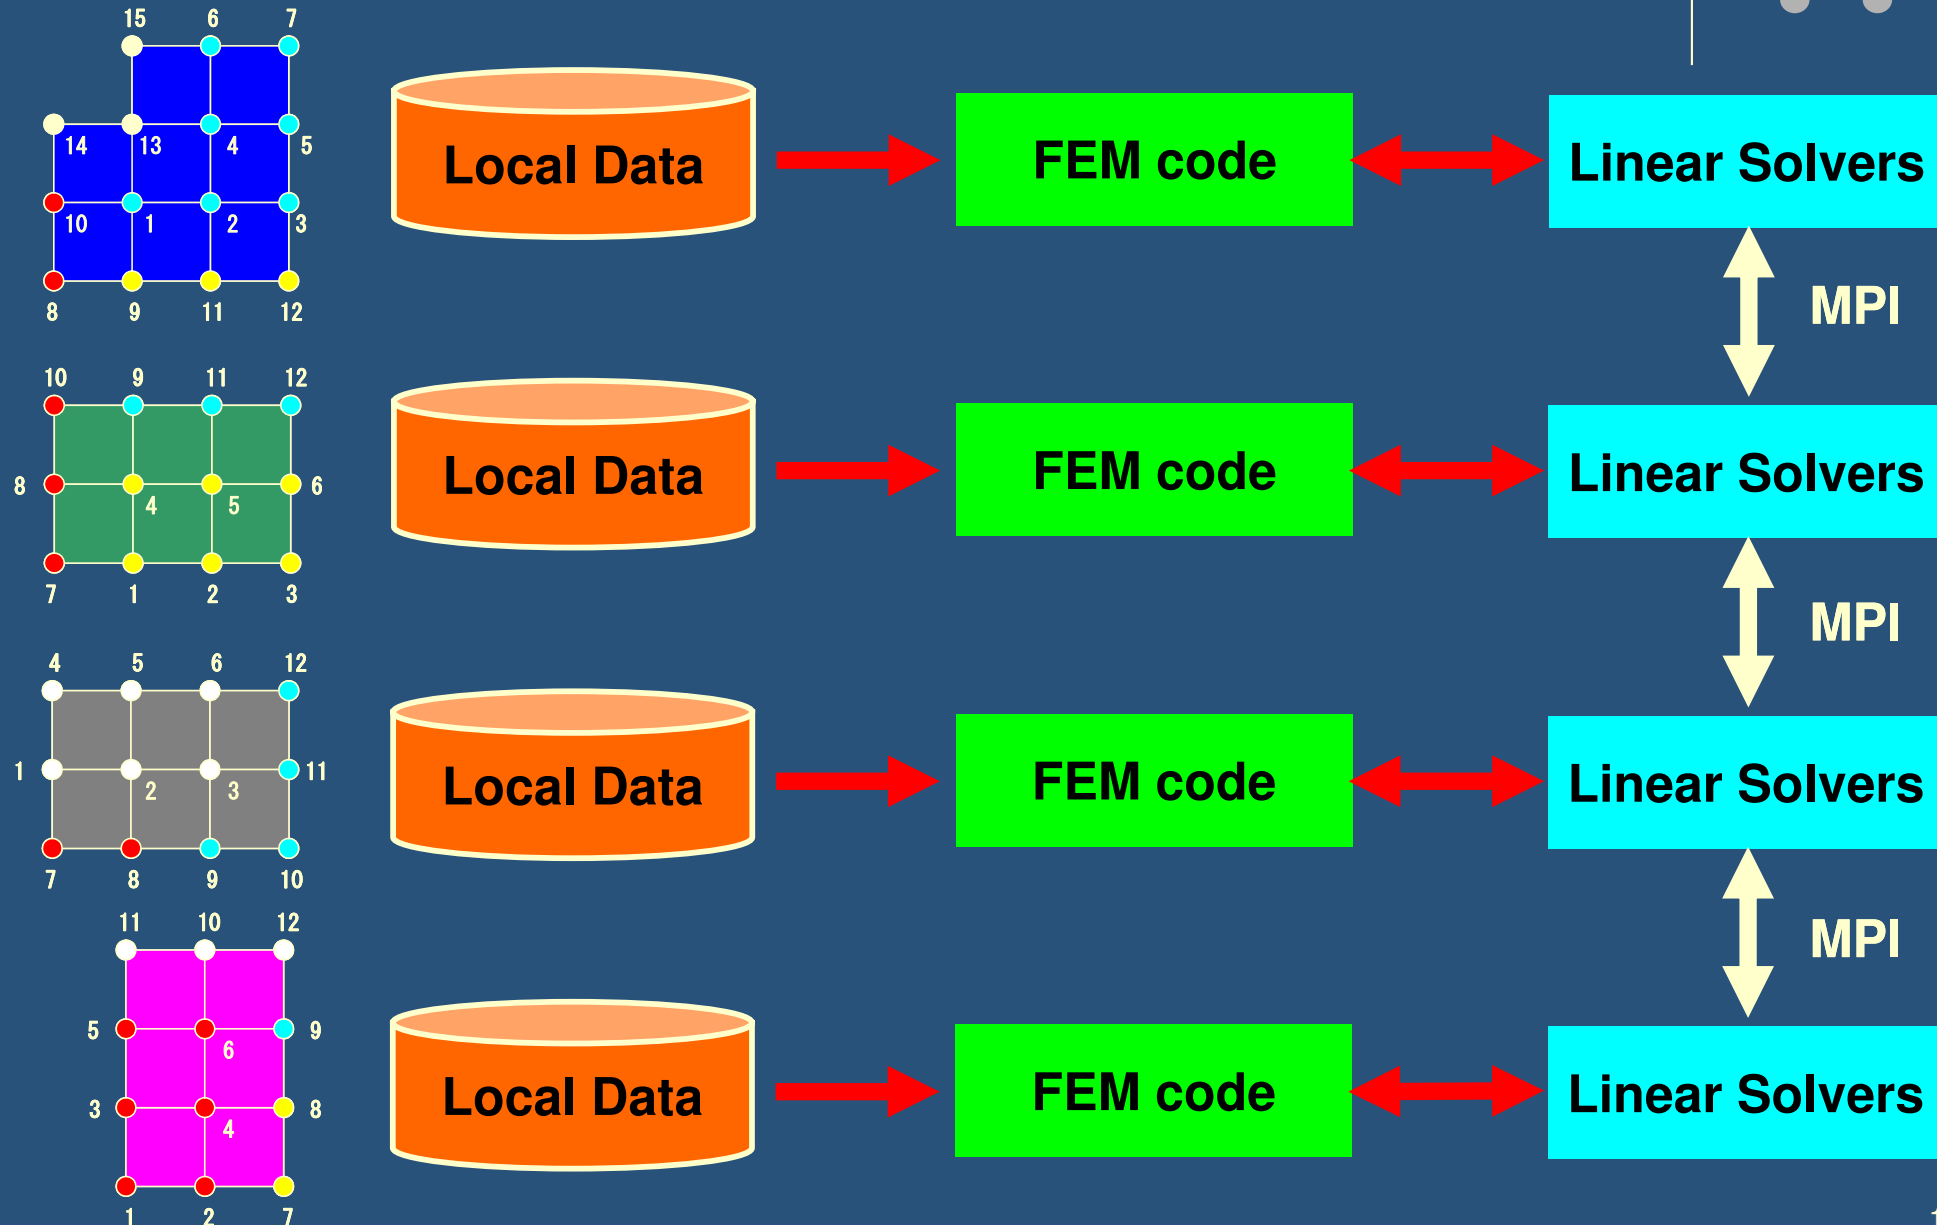 15 6 7
14 13 4 5
10 1 2 3
8 9 11 12
Local Data
FEM code
Linear Solvers
MPI
10 9 11 12
8 4 5 6
7 1 2 3
Local Data
FEM code
Linear Solvers
MPI
4 5 6 12
1 2 3 11
7 8 9 10
Local Data
FEM code
Linear Solvers
MPI
11 10 12
5 6 9
3 4 8
1 2 7
Local Data
FEM code
Linear Solvers